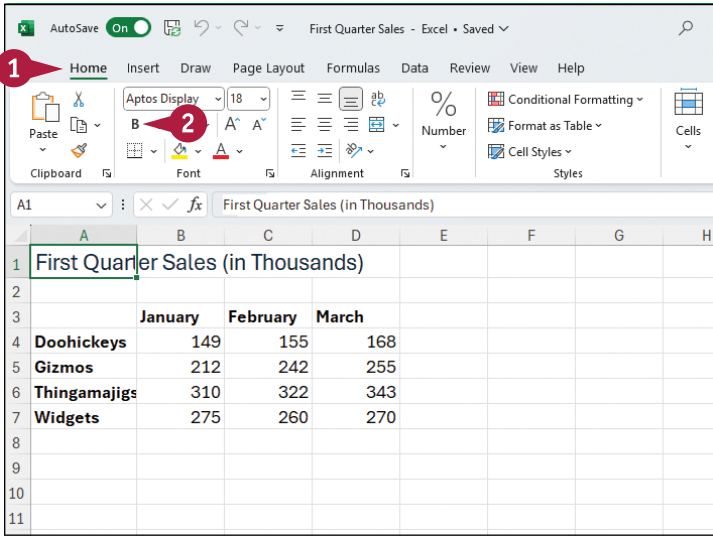 AutoSave On First Quarter Sales - Excel • Saved
1
Home Insert Draw Page Layout Formulas Data Review View Help
Aptos Display 18 ab Conditional Formatting
Paste B 2 A A % Number Format as Table Cells
A Cell Styles
Clipboard Font Alignment Styles
A1 fx First Quarter Sales (in Thousands)
A B C D E F G H
1 First Quarter Sales (in Thousands)
2
3 January February March
4 Doohickeys 149 155 168
5 Gizmos 212 242 255
6 Thingamajigs 310 322 343
7 Widgets 275 260 270
8
9
10
11